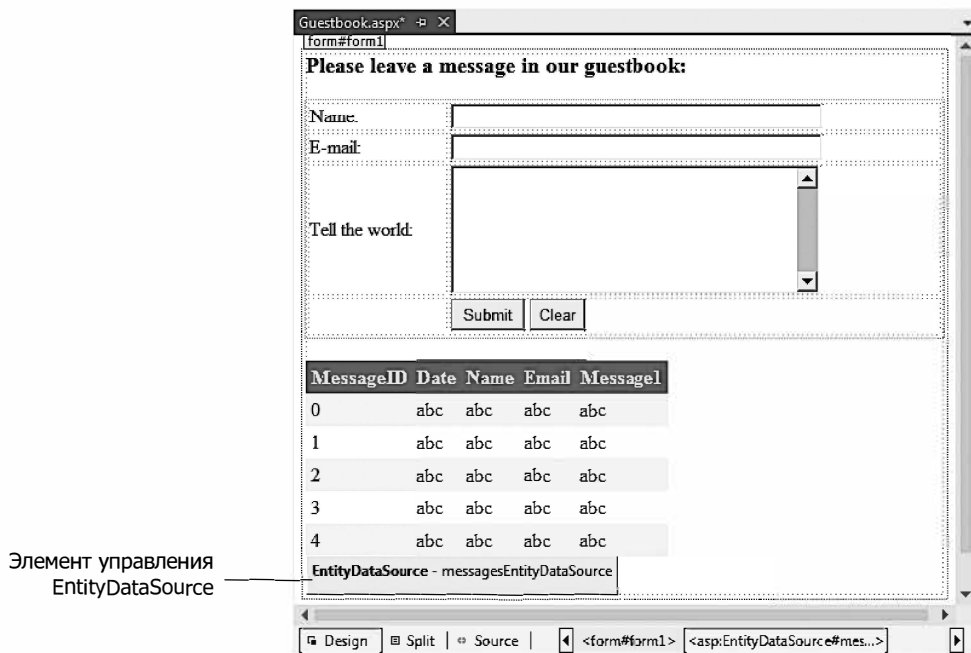 Guestbook.aspx*
form#form1
Please leave a message in our guestbook:
Name:
E-mail:
Tell the world:
Submit Clear
MessageID Date Name Email Message1
0 abc abc abc abc
1 abc abc abc abc
2 abc abc abc abc
3 abc abc abc abc
4 abc abc abc abc
EntityDataSource - messagesEntityDataSource
Элемент управления
EntityDataSource
Design Split Source <form#form1> <asp:EntityDataSource#mes...>